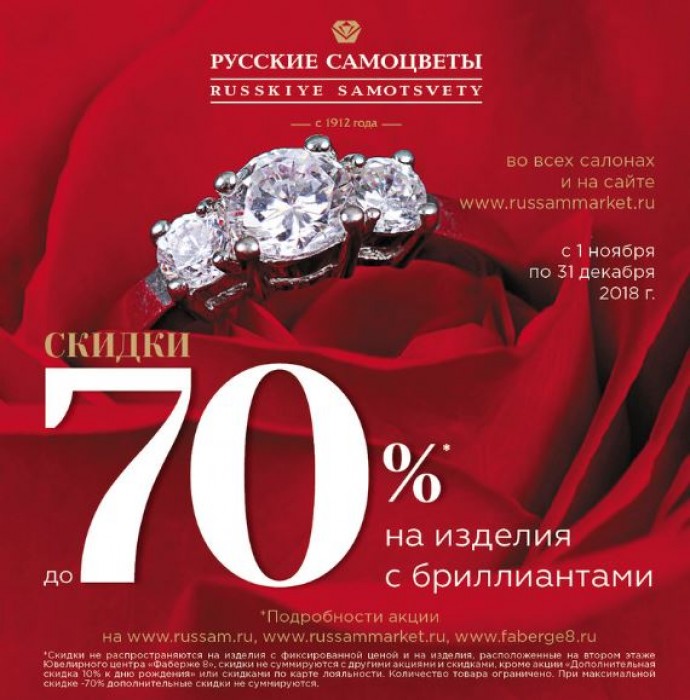 РУССКИЕ САМОЦВЕТЫ
RUSSKIYE SAMOTSVETY
с 1912 года
во всех салонах
и на сайте
www.russammarket.ru
с 1 ноября
по 31 декабря
2018 г.
СКИДКИ
до 70%*
на изделия
с бриллиантами
*Подробности акции
на www.russam.ru, www.russammarket.ru, www.faberge8.ru
*Скидки не распространяются на изделия с фиксированной ценой и на изделия, расположенные на втором этаже
Ювелирного центра «Фаберже 8», скидки не суммируются с другими акциями и скидками, кроме акции «Дополнительная
скидка 10% к дню рождения» или скидками по карте лояльности. Количество товара ограничено. При максимальной
скидке -70% дополнительные скидки не суммируются.